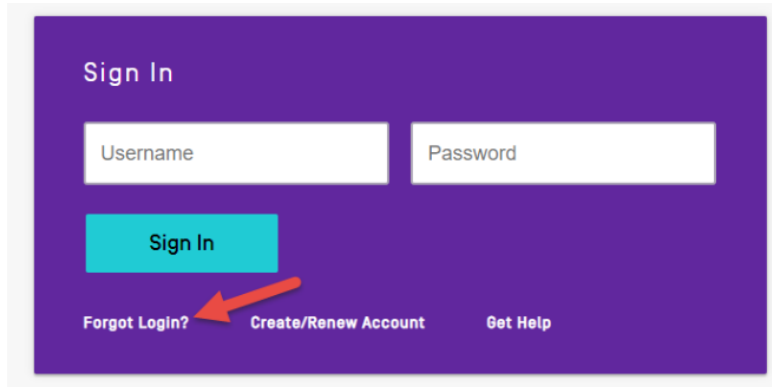 Sign In
Username Password
Sign In
Forgot Login? Create/Renew Account Get Help